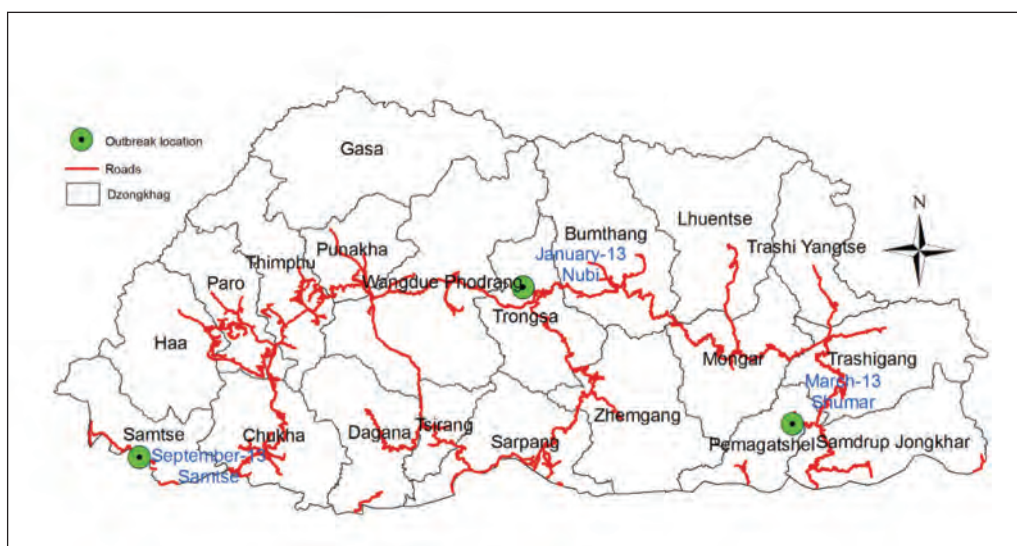 Outbreak location
Roads
Dzongkhag
N
Gasa
Lhuentse
Bumthang
January-13
Nubi
Trashi Yangtse
Punakha
Thimphu
Wangdue Phodrang
Paro
Trongsa
Haa
Mongar
Trashigang
March-13
Shumar
Zhemgang
Samtse
Chukha
Dagana
Tsirang
Sarpang
Pemagatshel
Samdrup Jongkhar
September-13
Samtse